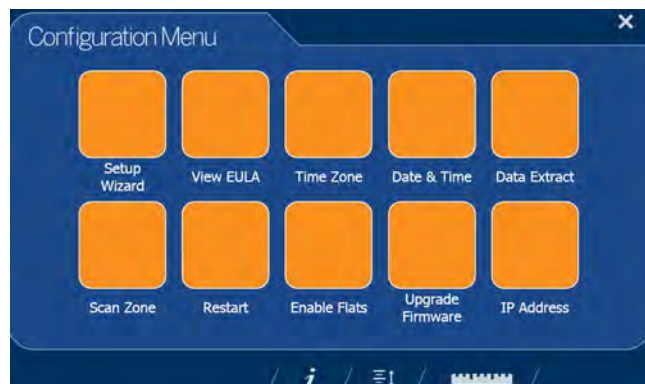 Configuration Menu
Setup
Wizard
View EULA
Time Zone
Date & Time
Data Extract
Scan Zone
Restart
Enable Flats
Upgrade
Firmware
IP Address
i